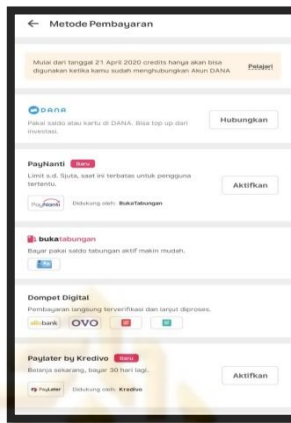 ← Metode Pembayaran
Mulai dari tanggal 21 April 2020 credits hanya akan bisa
digunakan ketika kamu sudah menghubungkan Akun DANA
Pelajari
DANA
Pakai saldo atau kartu di DANA. Bisa top up dari
investasi.
Hubungkan
PayNanti Baru
Limit s.d. 5juta, saat ini terbatas untuk pengguna
tertentu.
Aktifkan
PayNanti Didukung oleh: BukaTabungan
bukatabungan
Bayar pakai saldo tabungan aktif makin mudah.
Dompet Digital
Pembayaran langsung terverifikasi dan lanjut diproses.
allobank OVO
Paylater by Kredivo Baru
Belanja sekarang, bayar 30 hari lagi.
Aktifkan
PayLater Didukung oleh: Kredivo